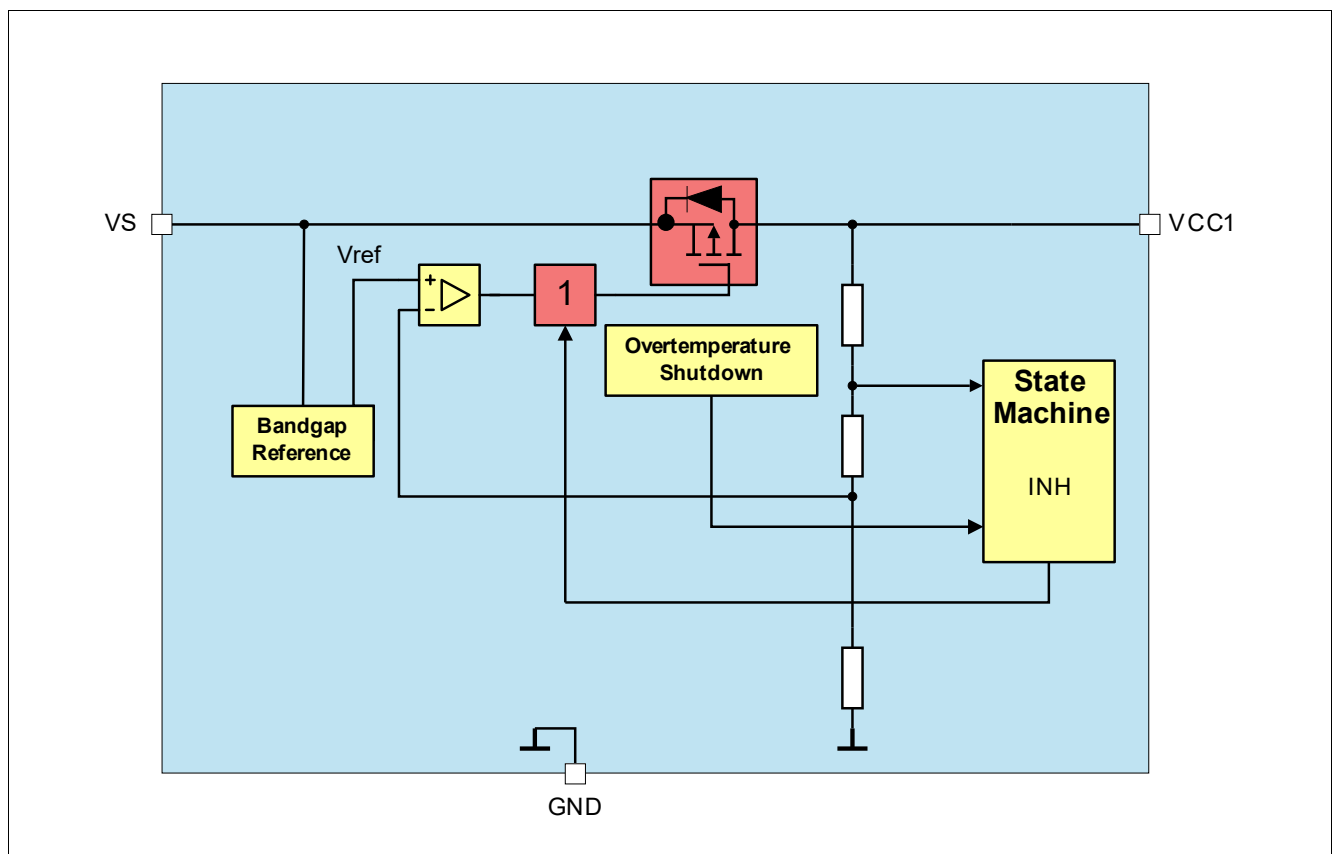 VS
VCC1
Vref
+
-
1
Overtemperature
Shutdown
State
Machine
INH
Bandgap
Reference
GND